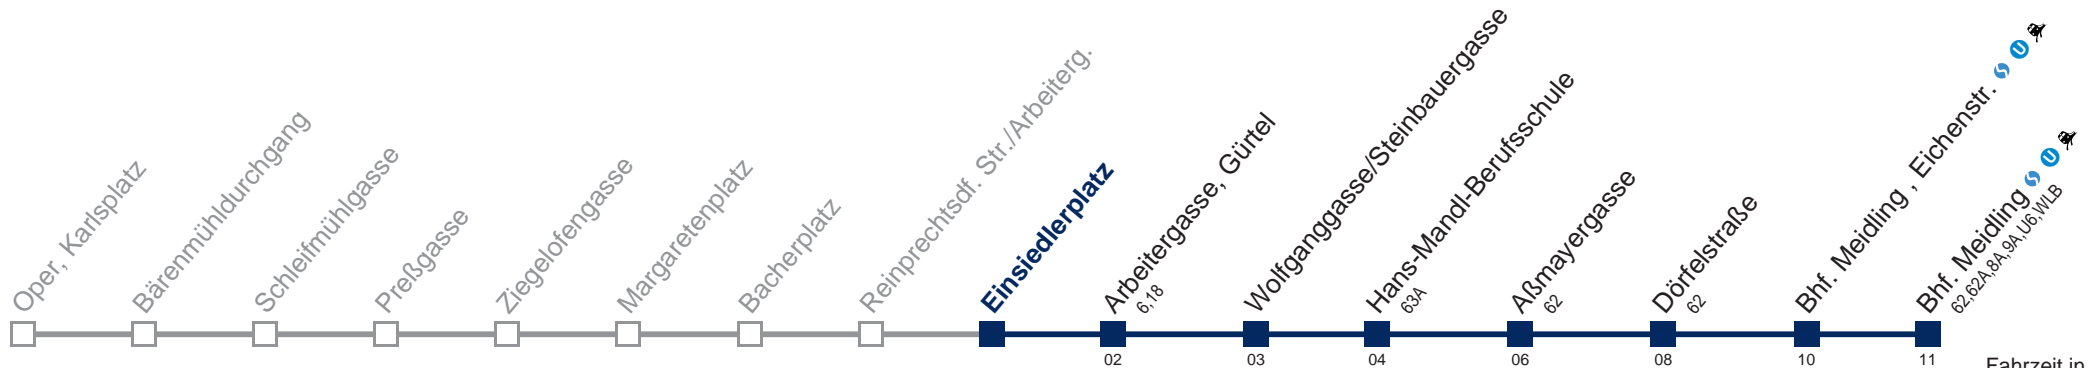 Oper, Karlsplatz
Bärenmühldurchgang
Schleifmühlgasse
Preßgasse
Ziegelofengasse
Margaretenplatz
Bacherplatz
Reinprechtsdf. Str./Arbeiterg.
Einsiedlerplatz
Arbeitergasse, Gürtel
6,18
Wolfganggasse/Steinbauergasse
Hans-Mandl-Berufsschule
63A
Aßmayergasse
62
Dörfelstraße
62
Bhf. Meidling , Eichenstr. U
Bhf. Meidling U
62,62A,8A,9A,U6,WLB
02 03 04 06 08 10 11
Fahrzeit in